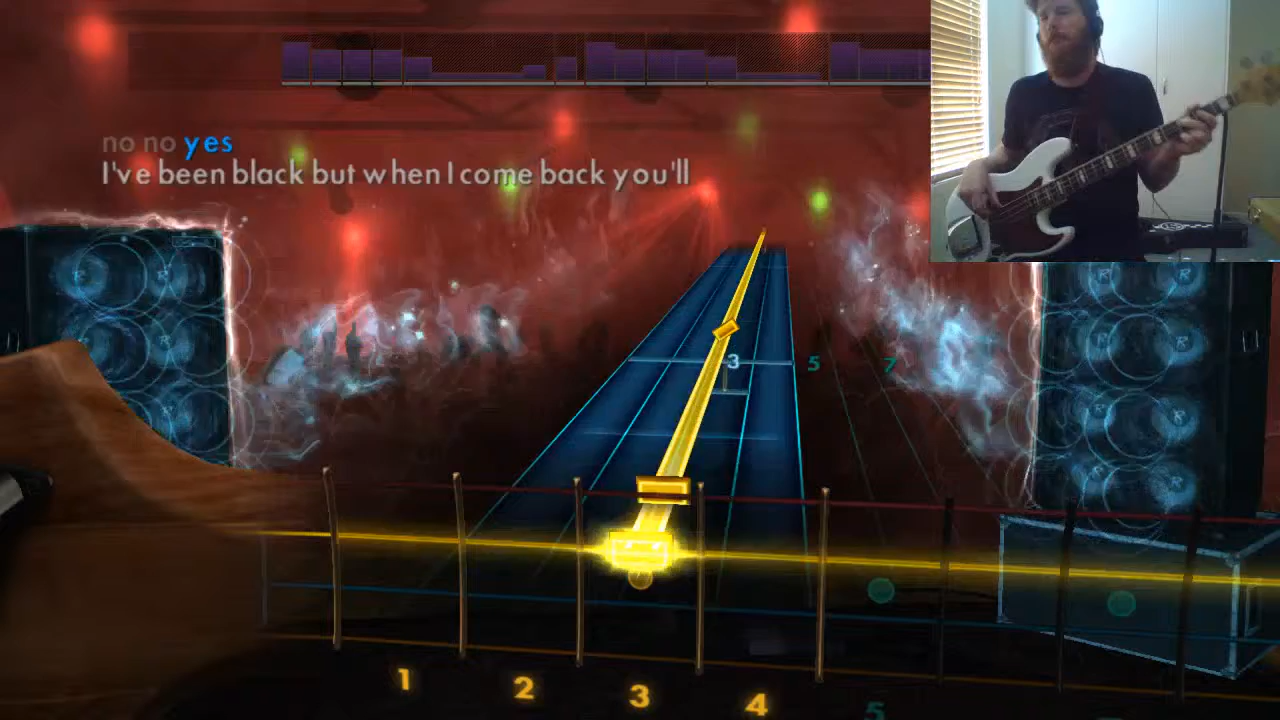 no no yes
I've been black but when I come back you'll
3 5 7
1 2 3 4 5